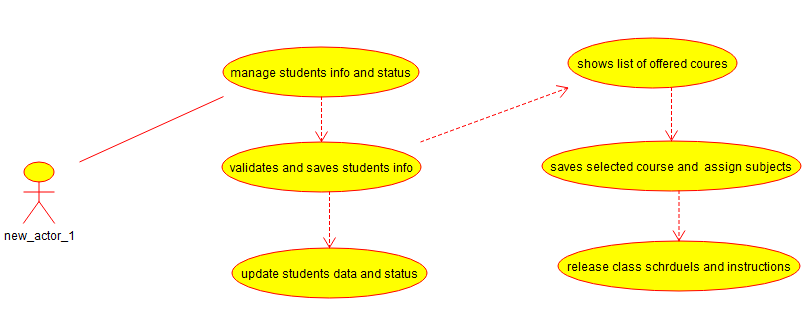 manage students info and status
validates and saves students info
update students data and status
new_actor_1
shows list of offered coures
saves selected course and assign subjects
release class schrduels and instructions